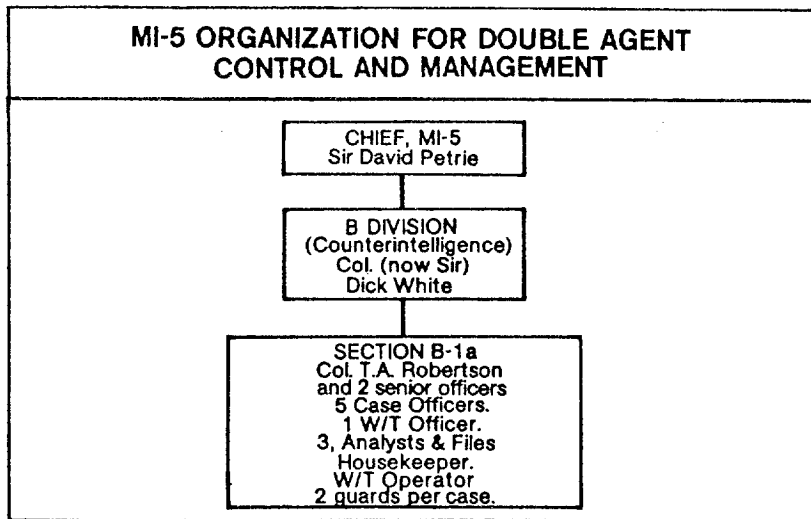 MI-5 ORGANIZATION FOR DOUBLE AGENT
CONTROL AND MANAGEMENT
CHIEF, MI-5
Sir David Petrie
B DIVISION
(Counterintelligence)
Col. (now Sir)
Dick White
SECTION B-1a
Col. T.A. Robertson
and 2 senior officers
5 Case Officers.
1 W/T Officer.
3, Analysts & Files
Housekeeper.
W/T Operator
2 guards per case.